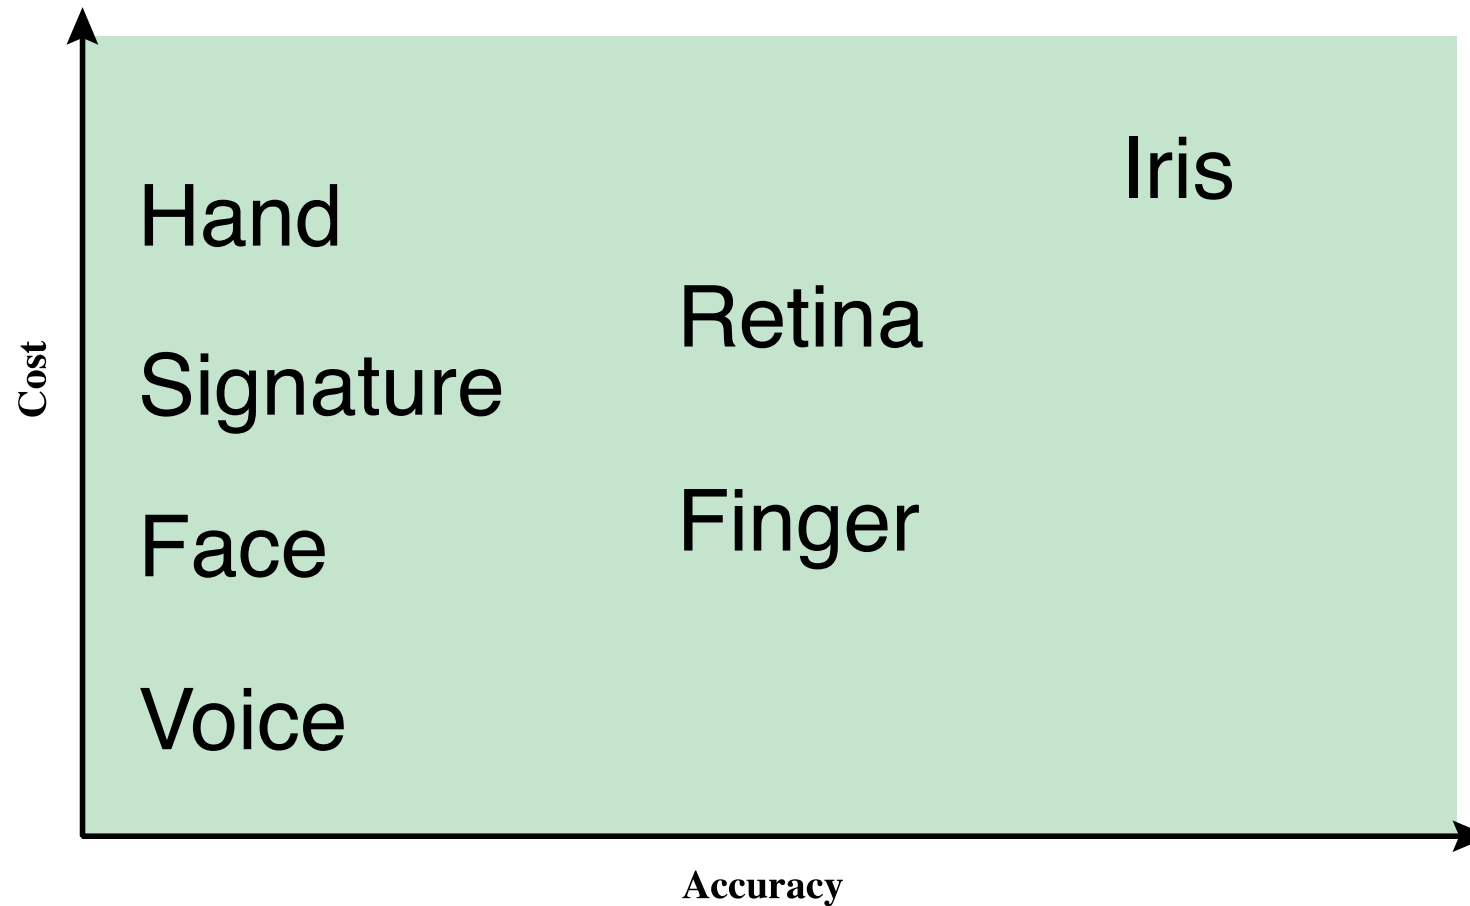 Iris
Hand
Retina
Signature
Cost
Finger
Face
Voice
Accuracy